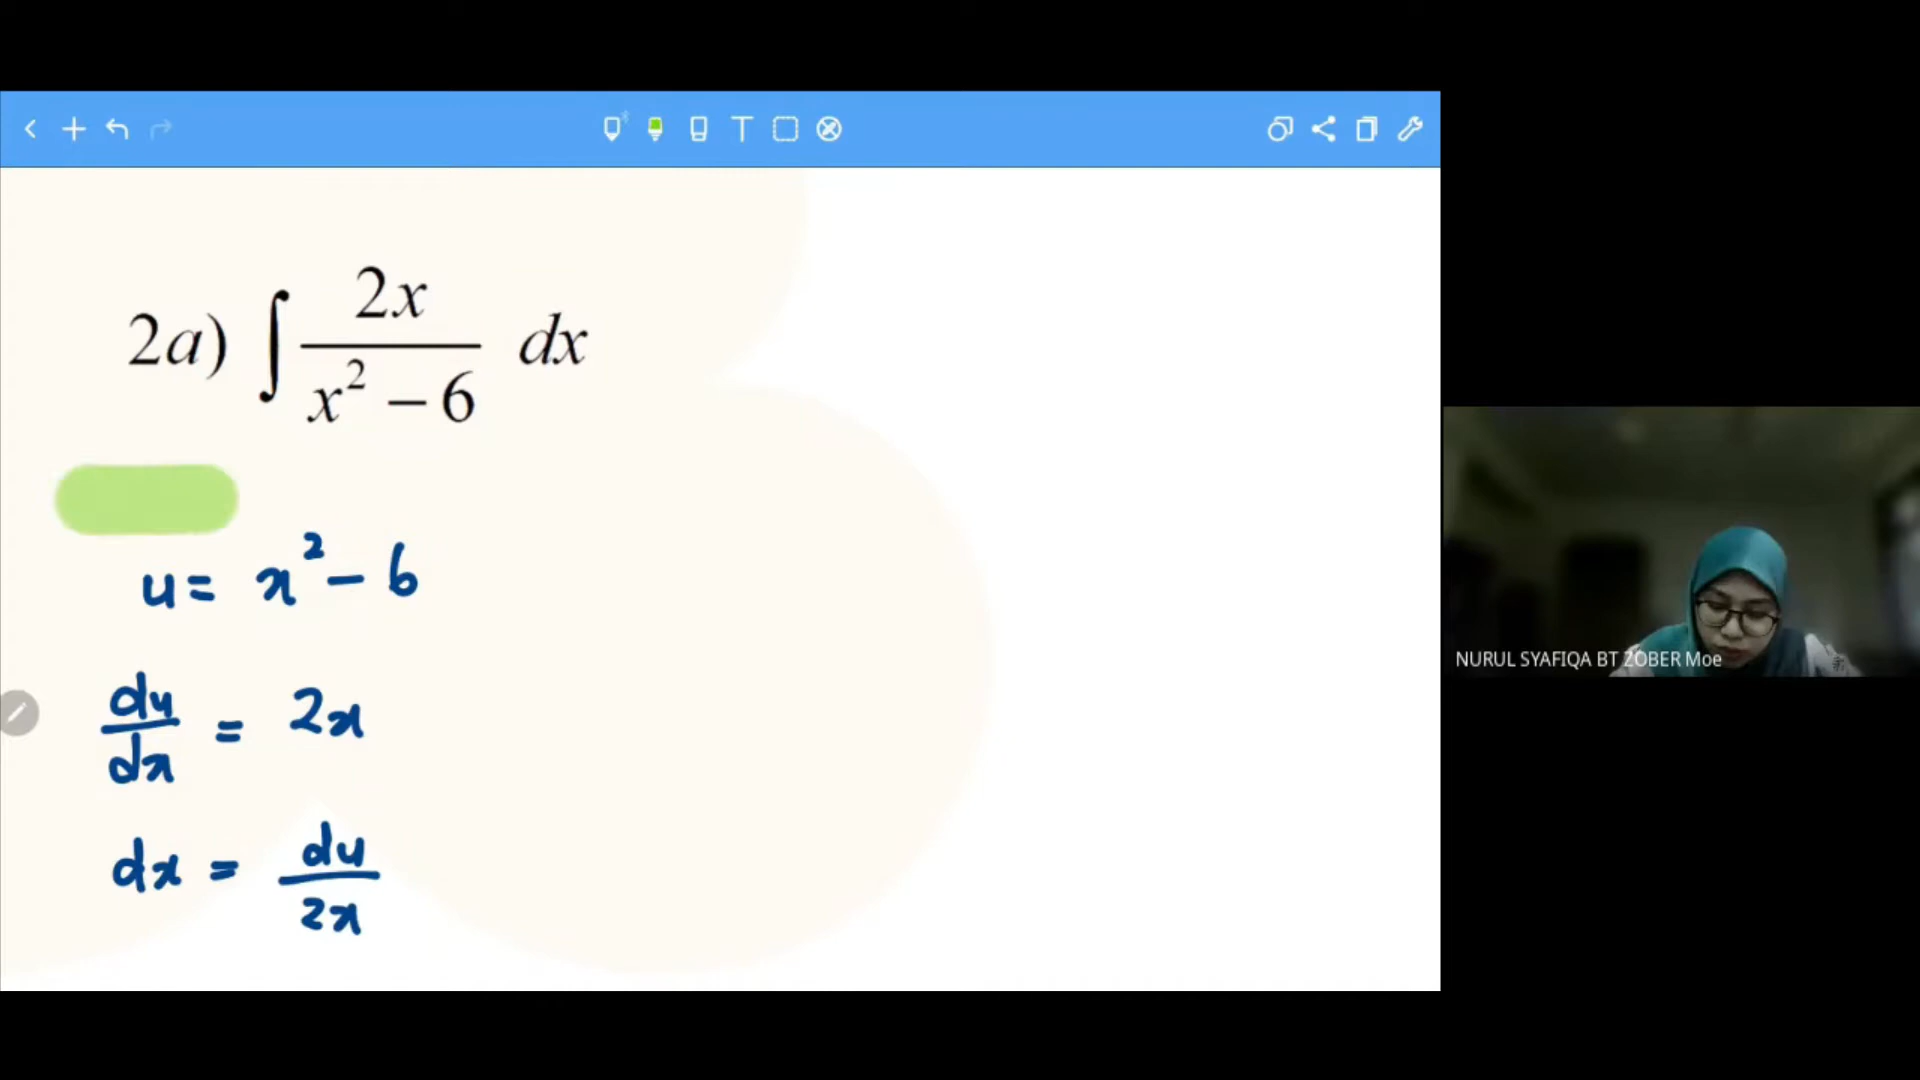 2a) ∫ 2x / (x² − 6) dx
u = x² − 6
du/dx = 2x
dx = du/2x
NURUL SYAFIQA BT ZOBER Moe